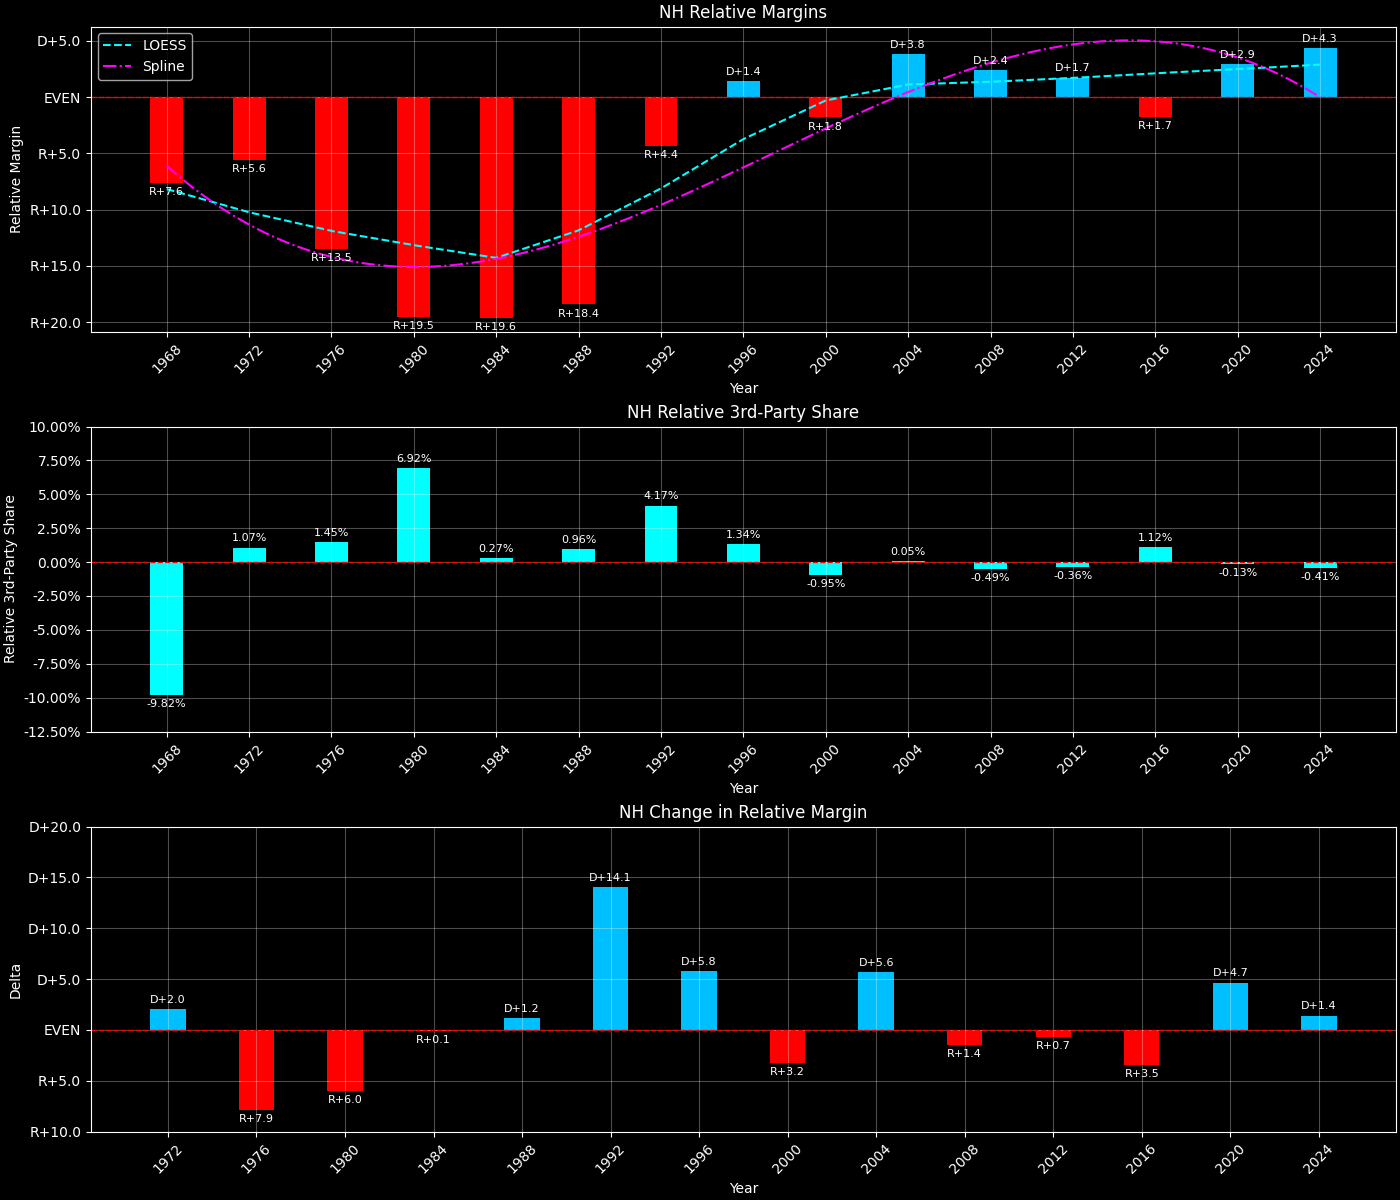 NH Relative Margins
D+5.0
EVEN
R+5.0
R+10.0
R+15.0
R+20.0
Relative Margin
LOESS
Spline
R+7.6
R+5.6
R+13.5
R+19.5
R+19.6
R+18.4
R+4.4
D+1.4
R+1.8
D+3.8
D+2.4
D+1.7
R+1.7
D+2.9
D+4.3
1968
1972
1976
1980
1984
1988
1992
1996
2000
2004
2008
2012
2016
2020
2024
Year
NH Relative 3rd-Party Share
10.00%
7.50%
5.00%
2.50%
0.00%
-2.50%
-5.00%
-7.50%
-10.00%
-12.50%
Relative 3rd-Party Share
-9.82%
1.07%
1.45%
6.92%
0.27%
0.96%
4.17%
1.34%
-0.95%
0.05%
-0.49%
-0.36%
1.12%
-0.13%
-0.41%
1968
1972
1976
1980
1984
1988
1992
1996
2000
2004
2008
2012
2016
2020
2024
Year
NH Change in Relative Margin
D+20.0
D+15.0
D+10.0
D+5.0
EVEN
R+5.0
R+10.0
Delta
D+2.0
R+7.9
R+6.0
R+0.1
D+1.2
D+14.1
D+5.8
R+3.2
D+5.6
R+1.4
R+0.7
R+3.5
D+4.7
D+1.4
1972
1976
1980
1984
1988
1992
1996
2000
2004
2008
2012
2016
2020
2024
Year